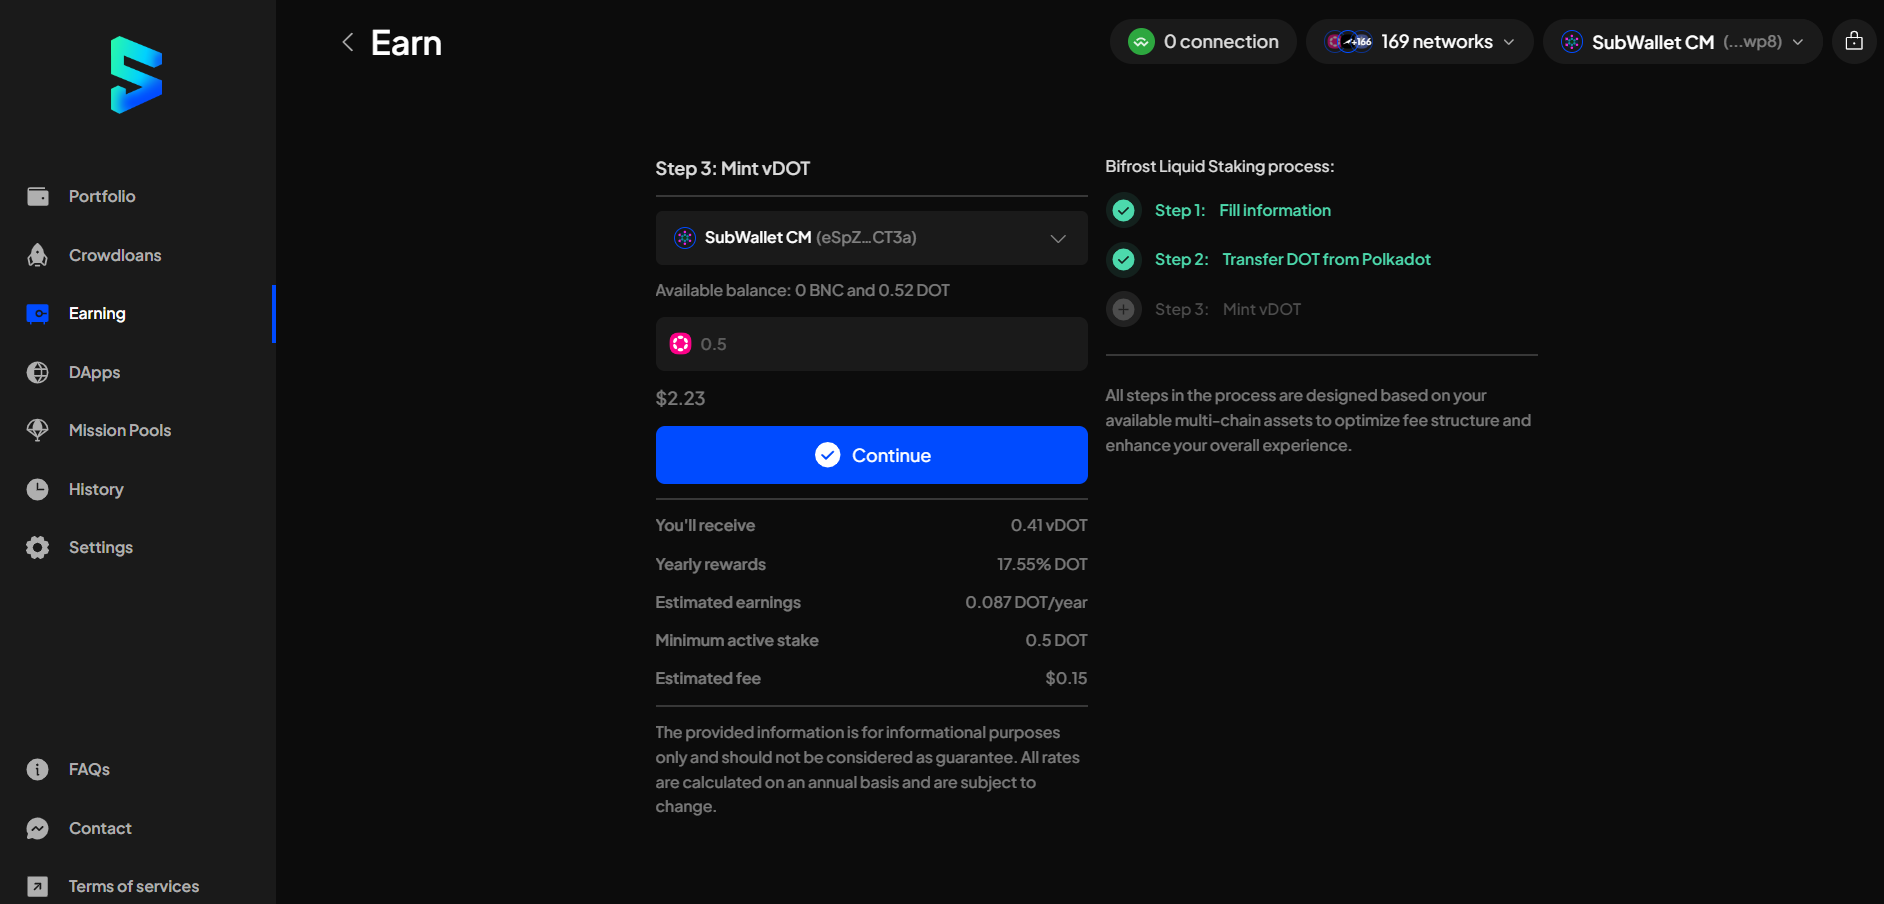 Earn
0 connection
+166
169 networks
SubWallet CM (...wp8)
Portfolio
Crowdloans
Earning
DApps
Mission Pools
History
Settings
FAQs
Contact
Terms of services
Step 3: Mint vDOT
SubWallet CM (eSpZ...CT3a)
Available balance: 0 BNC and 0.52 DOT
0.5
$2.23
Continue
You'll receive 0.41 vDOT
Yearly rewards 17.55% DOT
Estimated earnings 0.087 DOT/year
Minimum active stake 0.5 DOT
Estimated fee $0.15
The provided information is for informational purposes
only and should not be considered as guarantee. All rates
are calculated on an annual basis and are subject to
change.
Bifrost Liquid Staking process:
Step 1: Fill information
Step 2: Transfer DOT from Polkadot
Step 3: Mint vDOT
All steps in the process are designed based on your
available multi-chain assets to optimize fee structure and
enhance your overall experience.